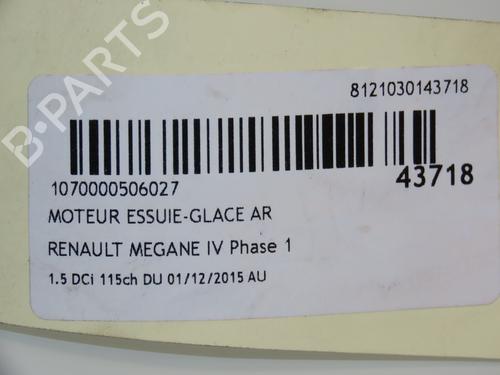 B-PARTS
8121030143718
1070000506027
43718
MOTEUR ESSUIE-GLACE AR
RENAULT MEGANE IV Phase 1
1.5 DCi 115ch DU 01/12/2015 AU